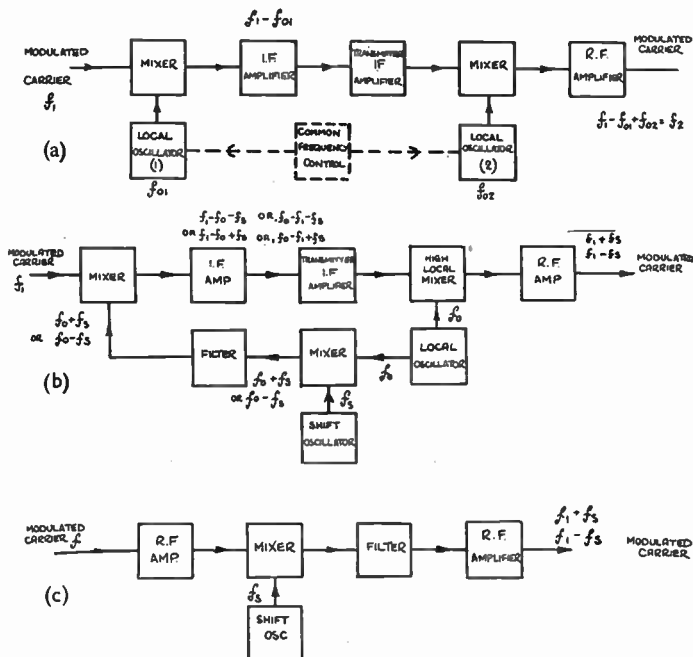 f₁ - f₀₁
MODULATED
CARRIER
f₁
MIXER
I.F.
AMPLIFIER
TRANSMITTER
IF
AMPLIFIER
MIXER
R.F.
AMPLIFIER
MODULATED
CARRIER
f₁ - f₀₁ + f₀₂ = f₂
(a)
LOCAL
OSCILLATOR
(1)
f₀₁
COMMON
FREQUENCY
CONTROL
LOCAL
OSCILLATOR
(2)
f₀₂
f₁-f₀-fs OR, f₀-f₁-fs
OR f₁-f₀+fs OR, f₀-f₁+fs
MODULATED CARRIER
f₁
MIXER
I.F.
AMP
TRANSMITTER
I.F.
AMPLIFIER
HIGH
LOCAL
MIXER
R.F.
AMP
f₁ + fs
f₁ - fs
MODULATED
CARRIER
f₀ + fs
OR f₀ - fs
(b)
FILTER
f₀ + fs
OR f₀ - fs
MIXER
f₀
f₀
LOCAL
OSCILLATOR
fs
SHIFT
OSCILLATOR
MODULATED
CARRIER f
R.F
AMP.
MIXER
FILTER
R.F.
AMPLIFIER
f₁ + fs
f₁ - fs
MODULATED
CARRIER
(c)
fs
SHIFT
OSC